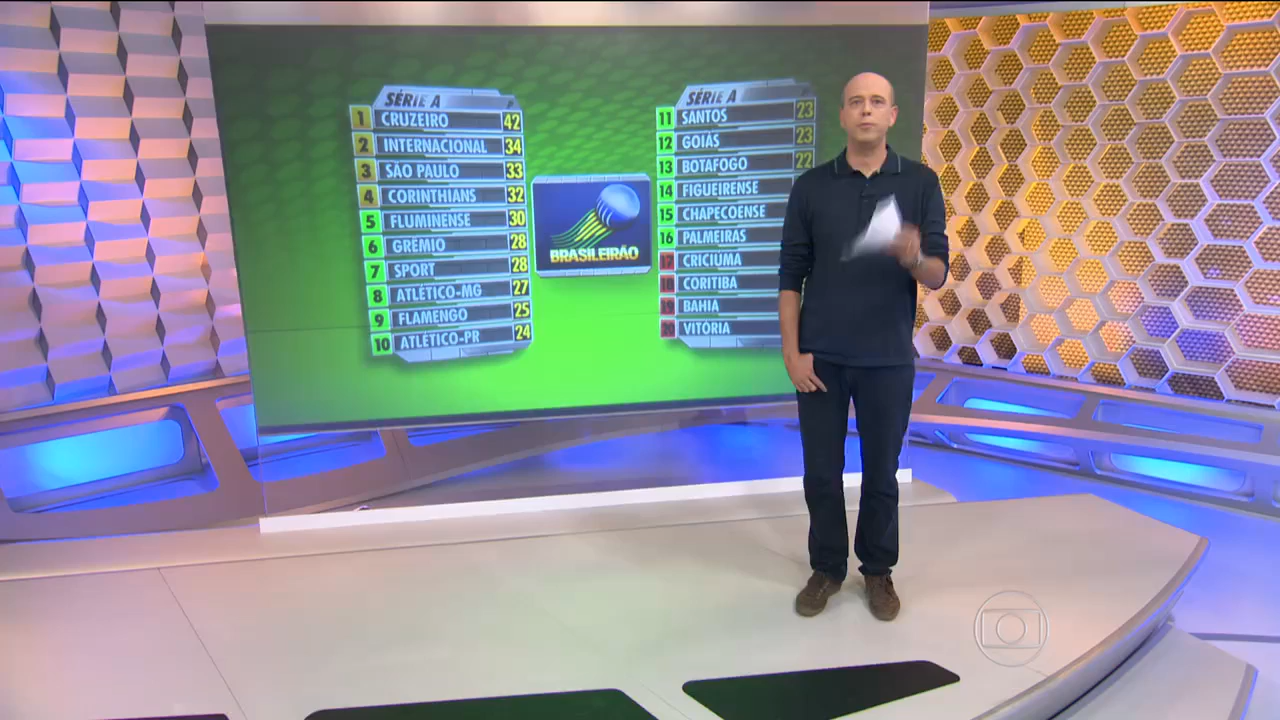 SÉRIE A P
1 CRUZEIRO 42
2 INTERNACIONAL 34
3 SÃO PAULO 33
4 CORINTHIANS 32
5 FLUMINENSE 30
6 GRÊMIO 28
7 SPORT 28
8 ATLÉTICO-MG 27
9 FLAMENGO 25
10 ATLÉTICO-PR 24
BRASILEIRÃO
SÉRIE A
11 SANTOS 23
12 GOIÁS 23
13 BOTAFOGO 22
14 FIGUEIRENSE
15 CHAPECOENSE
16 PALMEIRAS
17 CRICIÚMA
18 CORITIBA
19 BAHIA
20 VITÓRIA